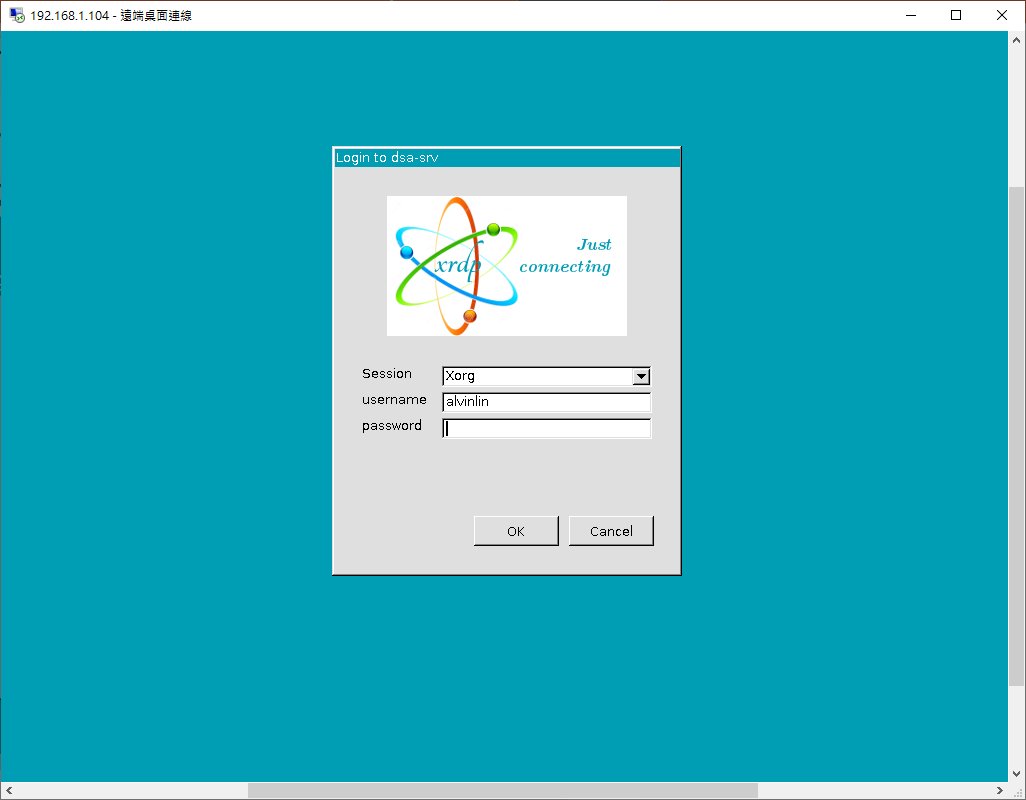 192.168.1.104 - 遠端桌面連線
Login to dsa-srv
xrdp
Just
connecting
Session
Xorg
username
alvinlin
password
OK
Cancel